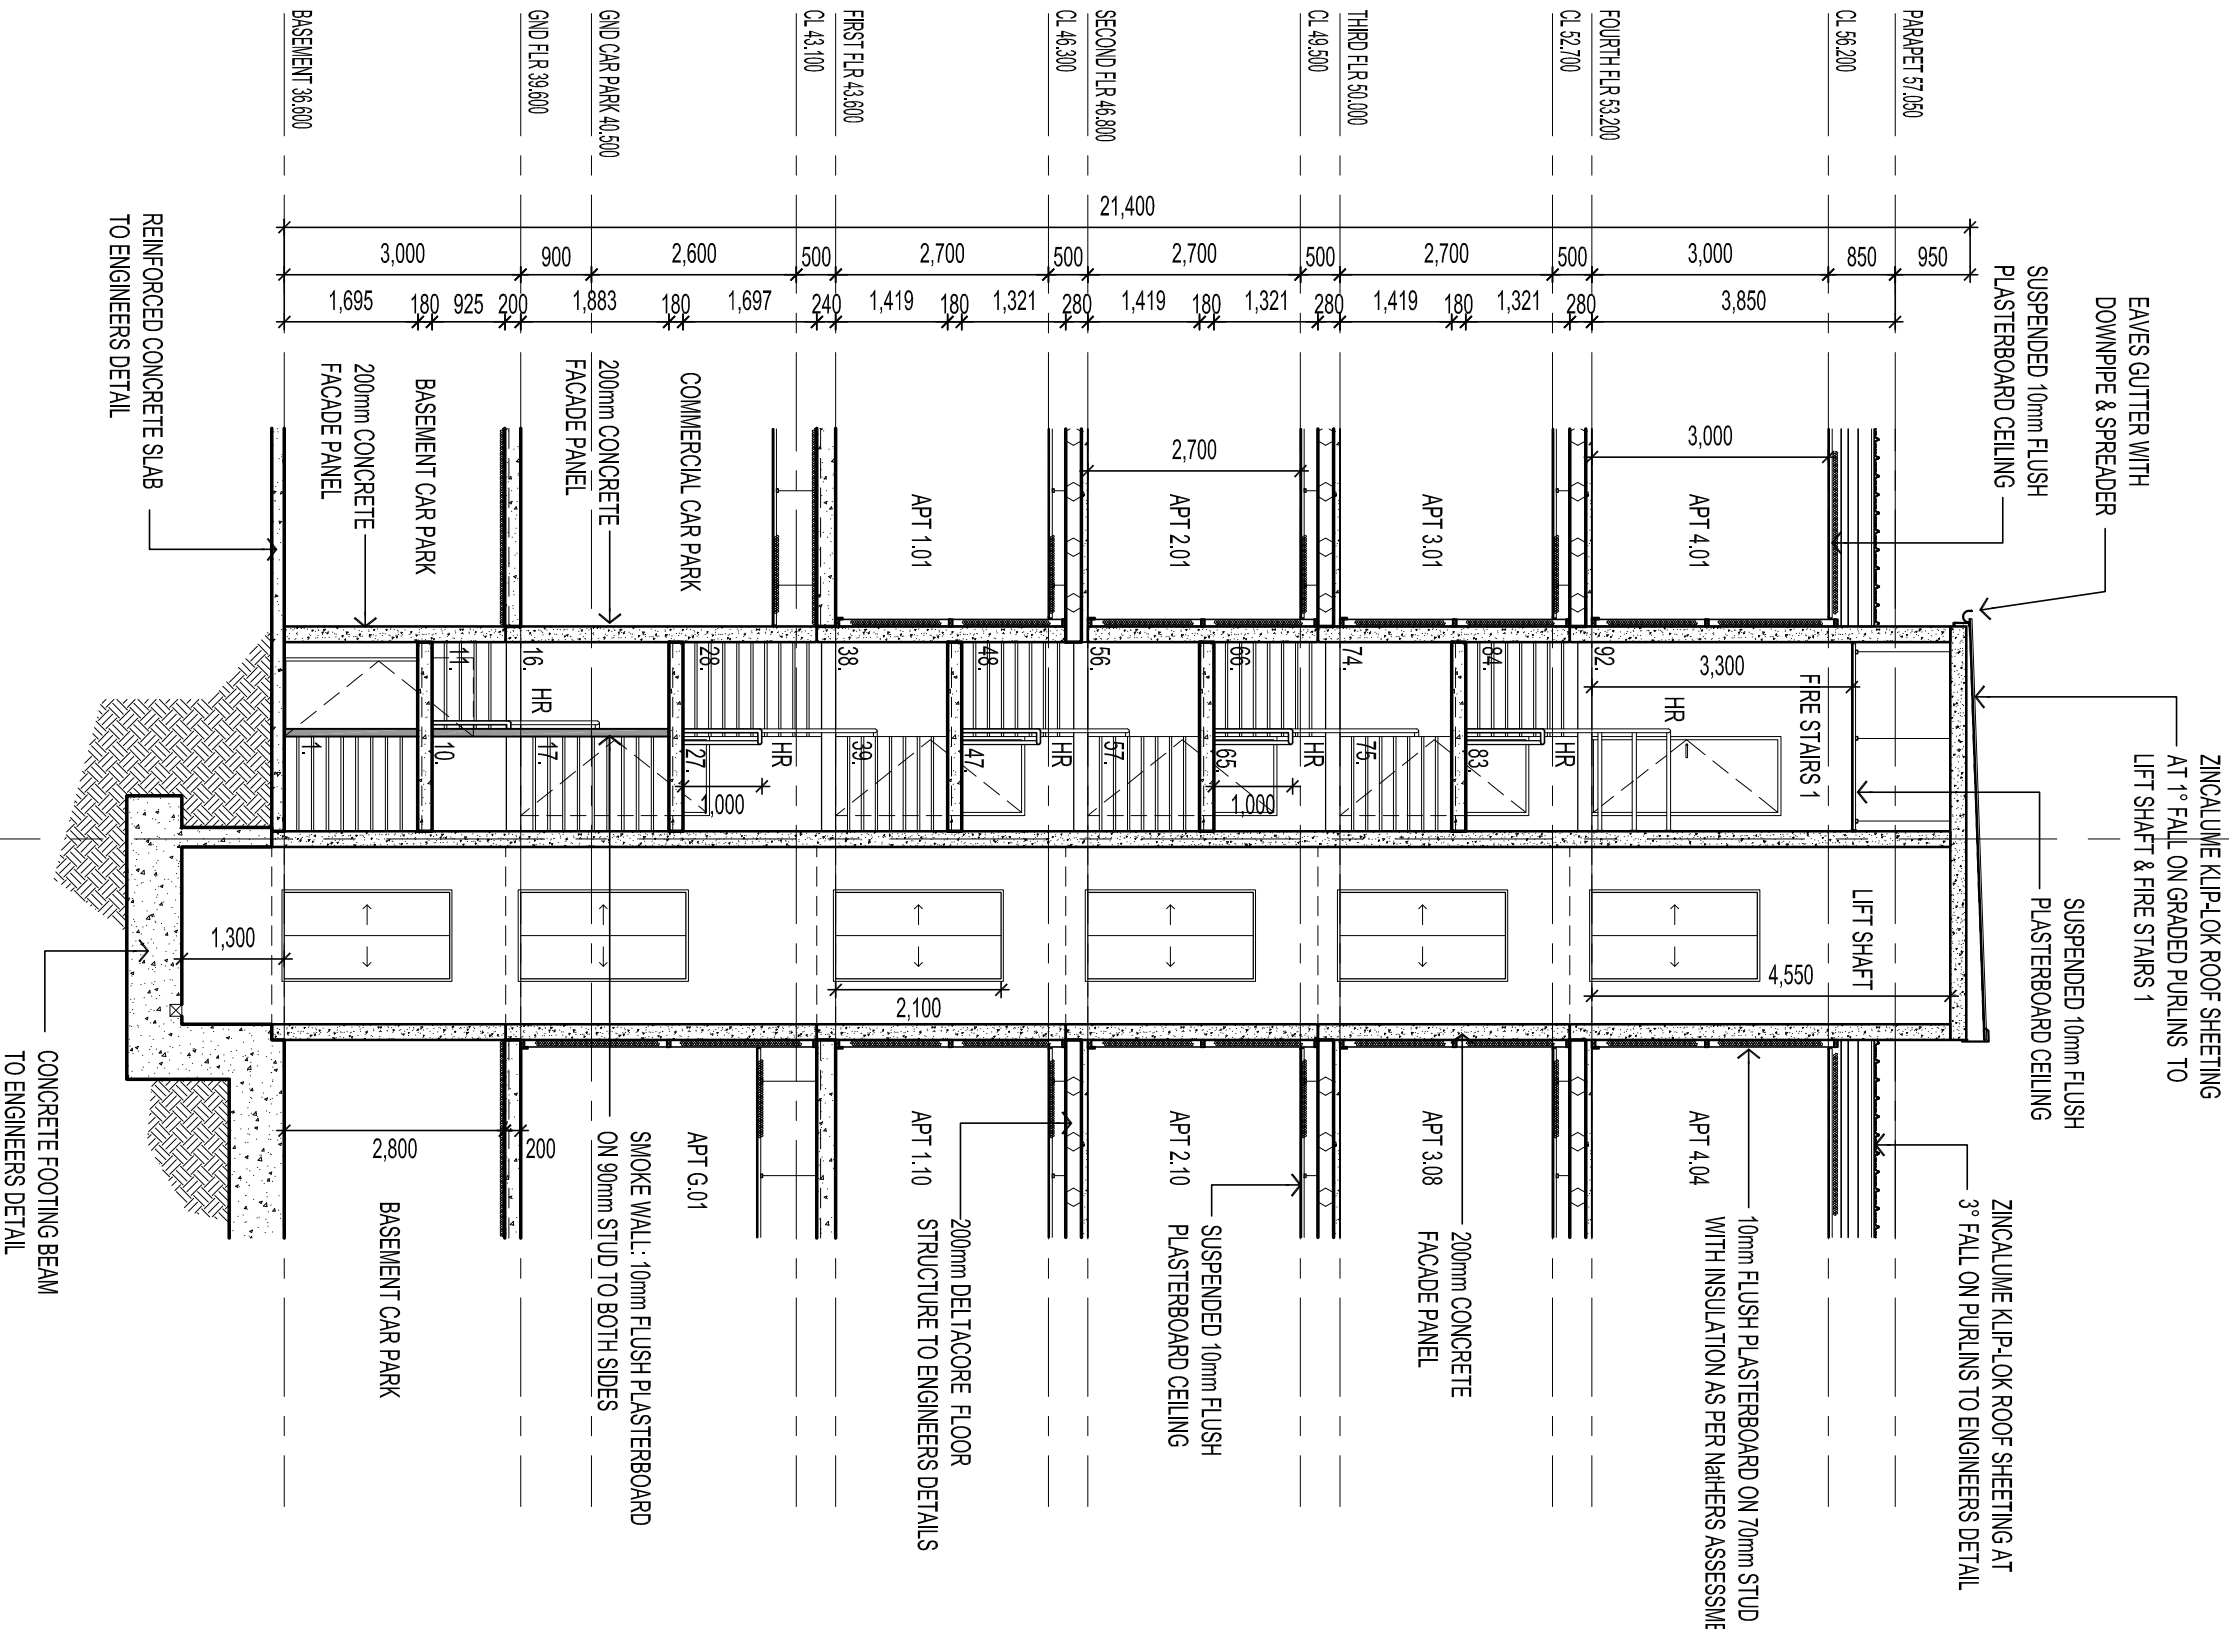 PARAPET 57.050
CL 56.200
FOURTH FLR 53.200
CL 52.700
THIRD FLR 50.000
CL 49.500
SECOND FLR 46.800
CL 46.300
FIRST FLR 43.600
CL 43.100
GND CAR PARK 40.500
GND FLR 39.600
BASEMENT 36.600
21,400
3,000
900
2,600
500
2,700
500
2,700
500
2,700
500
3,000
850
950
1,695
180
925
200
1,883
180
1,697
240
1,419
180
1,321
280
1,419
180
1,321
280
1,419
180
1,321
280
3,850
EAVES GUTTER WITH
DOWNPIPE & SPREADER
SUSPENDED 10mm FLUSH
PLASTERBOARD CEILING
ZINCALUME KLIP-LOK ROOF SHEETING
AT 1° FALL ON GRADED PURLINS TO
LIFT SHAFT & FIRE STAIRS 1
SUSPENDED 10mm FLUSH
PLASTERBOARD CEILING
ZINCALUME KLIP-LOK ROOF SHEETING AT
3° FALL ON PURLINS TO ENGINEERS DETAIL
3,000
APT 4.01
APT 3.01
2,700
APT 2.01
APT 1.01
COMMERCIAL CAR PARK
200mm CONCRETE
FACADE PANEL
BASEMENT CAR PARK
200mm CONCRETE
FACADE PANEL
REINFORCED CONCRETE SLAB
TO ENGINEERS DETAIL
FIRE STAIRS 1
3,300
HR
92.
84.
83.
HR
75.
74.
66.
65.
HR
1,000
57.
56.
48.
47.
HR
39.
38.
28.
27.
HR
1,000
17.
16.
HR
11.
10.
1.
LIFT SHAFT
4,550
2,100
1,300
10mm FLUSH PLASTERBOARD ON 70mm STUD
WITH INSULATION AS PER NatHERS ASSESSME
APT 4.04
200mm CONCRETE
FACADE PANEL
APT 3.08
SUSPENDED 10mm FLUSH
PLASTERBOARD CEILING
APT 2.10
200mm DELTACORE FLOOR
STRUCTURE TO ENGINEERS DETAILS
APT 1.10
APT G.01
SMOKE WALL: 10mm FLUSH PLASTERBOARD
ON 90mm STUD TO BOTH SIDES
200
2,800
BASEMENT CAR PARK
CONCRETE FOOTING BEAM
TO ENGINEERS DETAIL